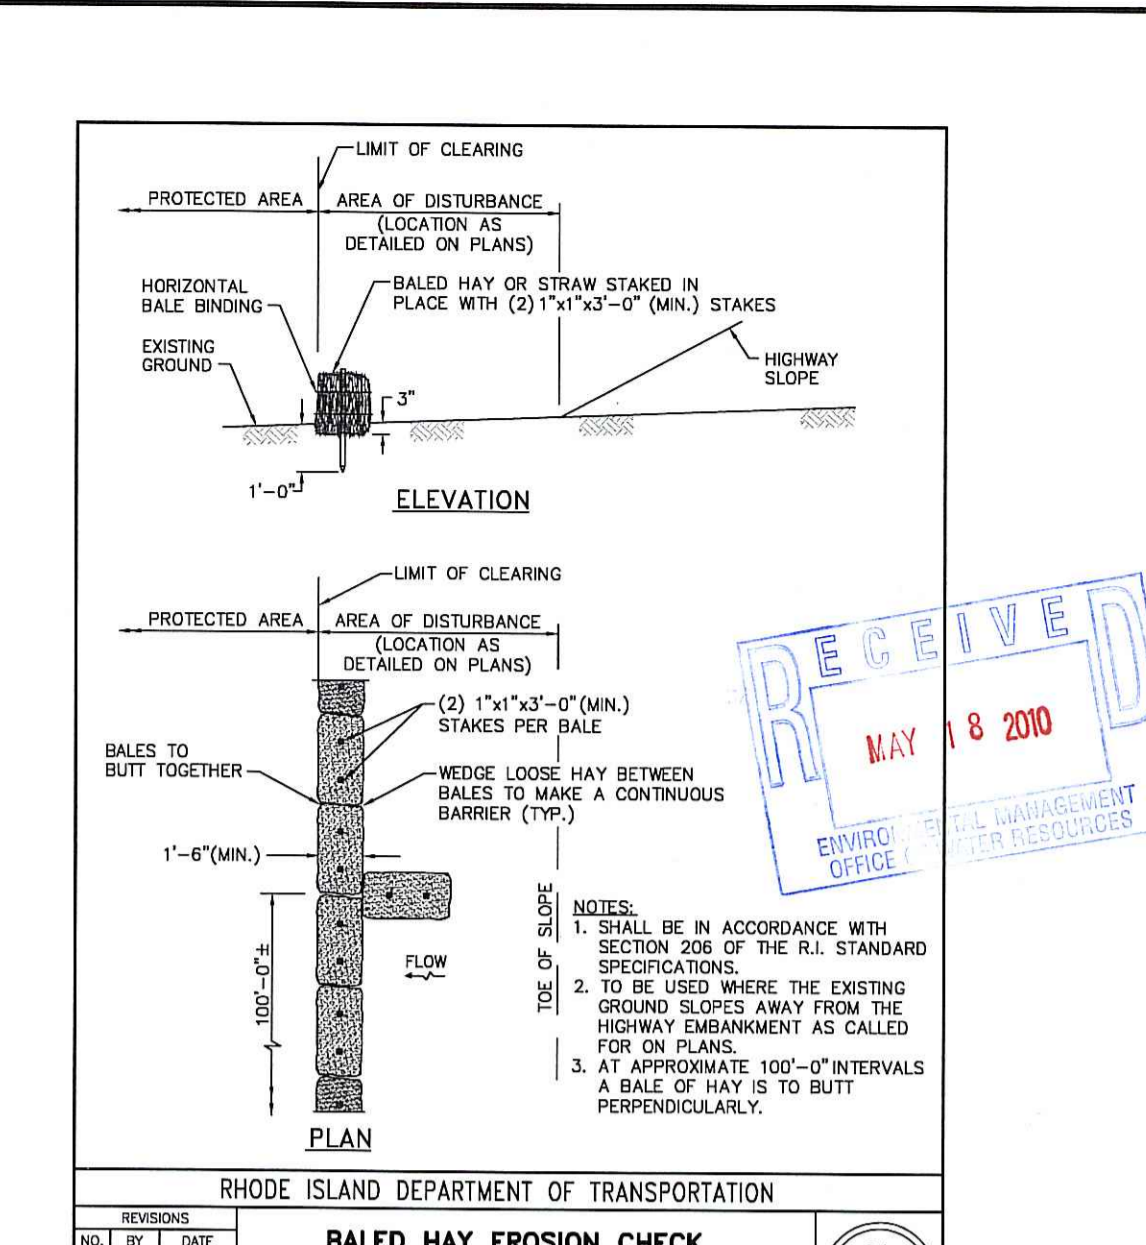 LIMIT OF CLEARING
PROTECTED AREA
AREA OF DISTURBANCE
(LOCATION AS
DETAILED ON PLANS)
HORIZONTAL
BALE BINDING
BALED HAY OR STRAW STAKED IN
PLACE WITH (2) 1"x1"x3'-0" (MIN.) STAKES
EXISTING
GROUND
HIGHWAY
SLOPE
3"
1'-0"
ELEVATION
LIMIT OF CLEARING
PROTECTED AREA
AREA OF DISTURBANCE
(LOCATION AS
DETAILED ON PLANS)
(2) 1"x1"x3'-0"(MIN.)
STAKES PER BALE
BALES TO
BUTT TOGETHER
WEDGE LOOSE HAY BETWEEN
BALES TO MAKE A CONTINUOUS
BARRIER (TYP.)
1'-6"(MIN.)
100'-0"±
FLOW
TOE OF SLOPE
RECEIVED
MAY 18 2010
ENVIRONMENTAL MANAGEMENT
OFFICE WATER RESOURCES
NOTES:
1. SHALL BE IN ACCORDANCE WITH
SECTION 206 OF THE R.I. STANDARD
SPECIFICATIONS.
2. TO BE USED WHERE THE EXISTING
GROUND SLOPES AWAY FROM THE
HIGHWAY EMBANKMENT AS CALLED
FOR ON PLANS.
3. AT APPROXIMATE 100'-0" INTERVALS
A BALE OF HAY IS TO BUTT
PERPENDICULARLY.
PLAN
RHODE ISLAND DEPARTMENT OF TRANSPORTATION
REVISIONS
NO. BY DATE
BALED HAY EROSION CHECK